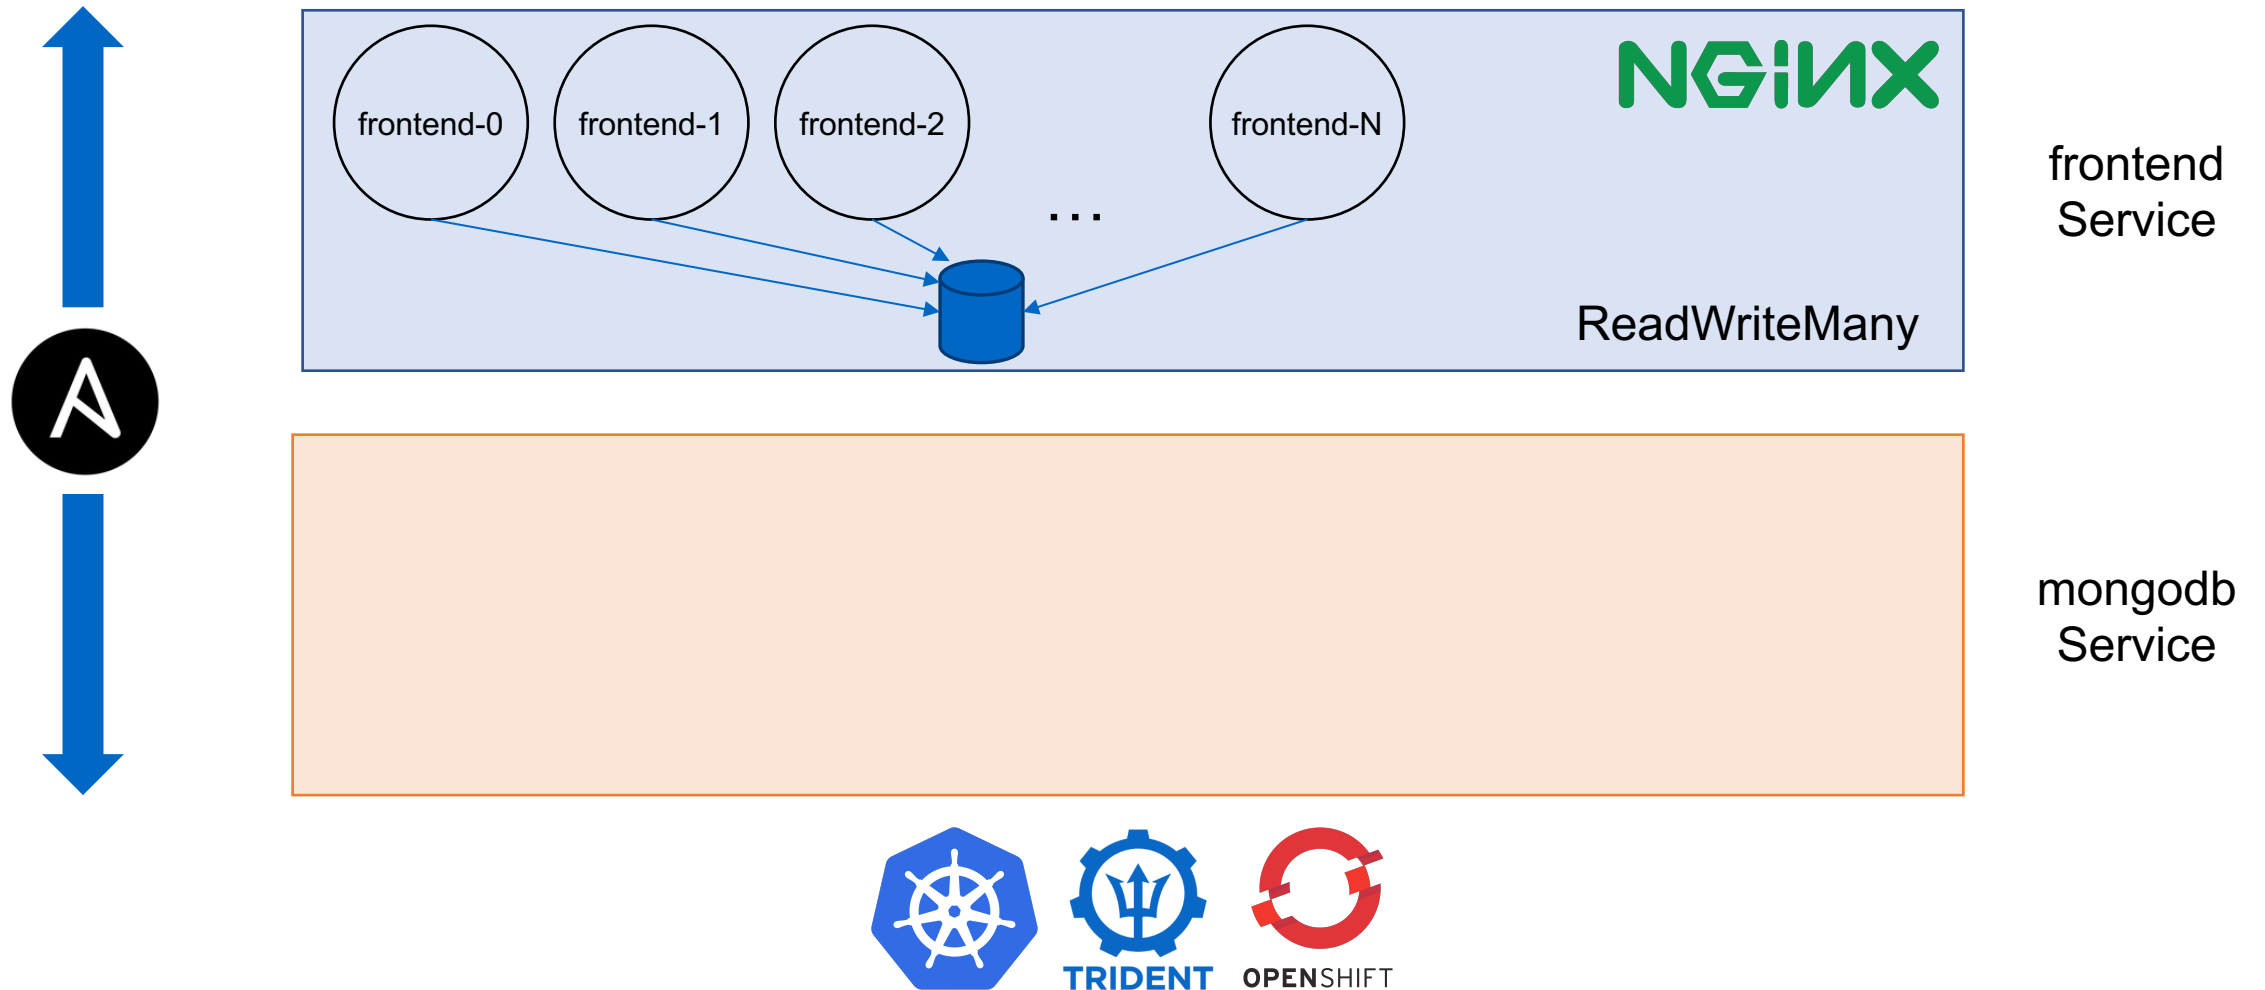 frontend-0
frontend-1
frontend-2
...
frontend-N
NGiNX
frontend
Service
ReadWriteMany
mongodb
Service
TRIDENT
OPENSHIFT